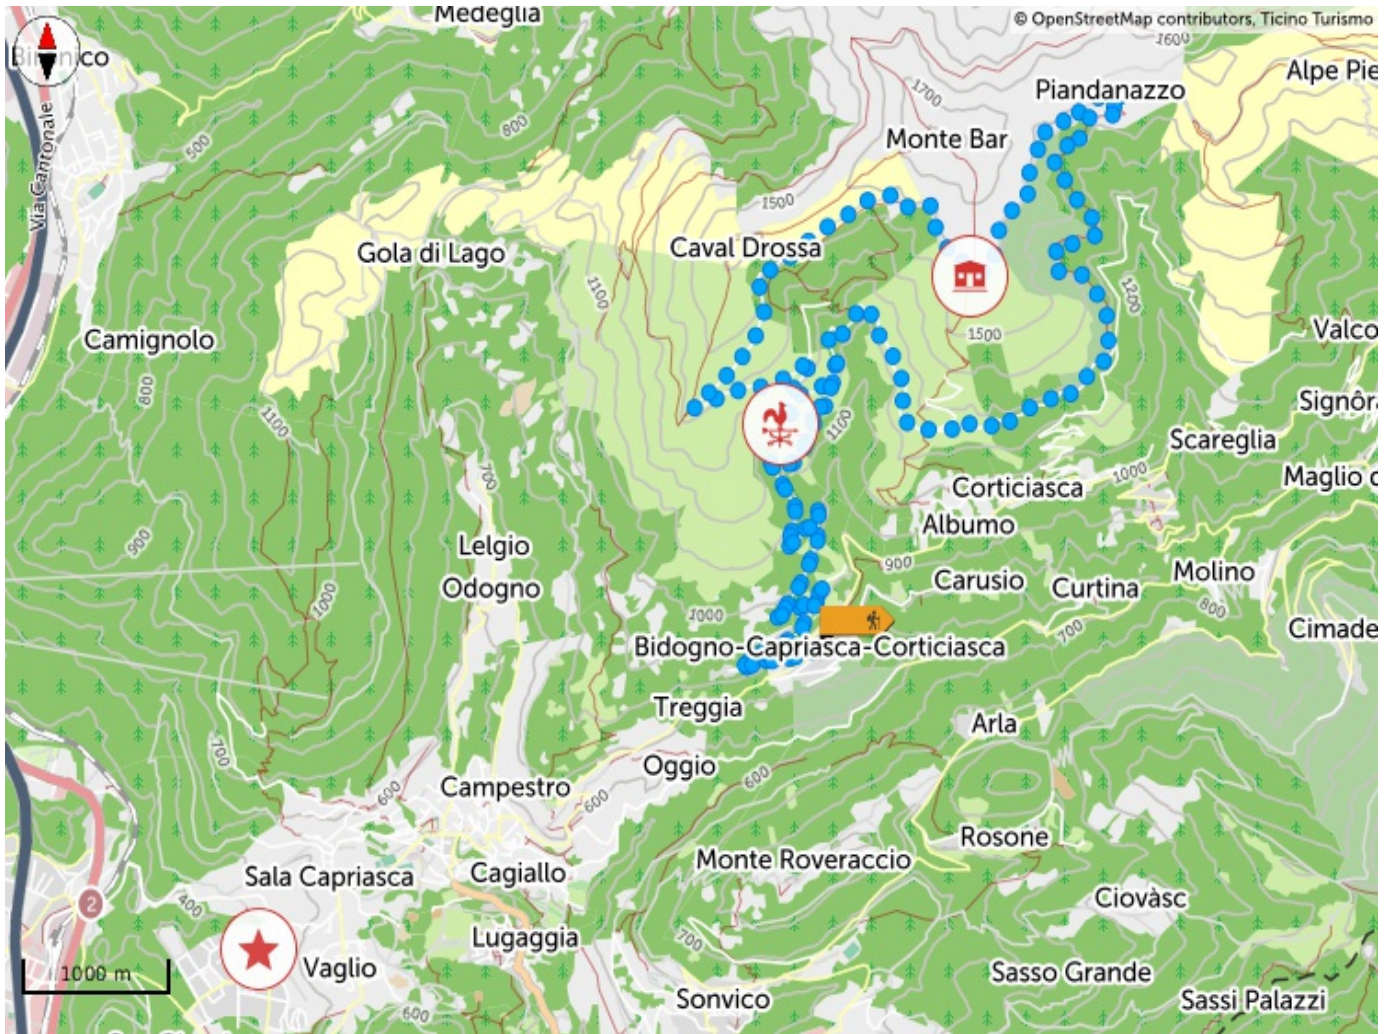 Medeglia
© OpenStreetMap contributors, Ticino Turismo
1600
Bironico
Alpe Pie
Piandanazzo
1700
Via Cantonale
800
500
Monte Bar
1500
Gola di Lago
Caval Drossa
1100
1200
Camignolo
1500
Valco
800
Signôra
1100
1100
Scareglia
700
Corticiasca
1000
Maglio d
Albumo
900
Lelgio
900
Molino
Odogno
Carusio
Curtina
1000
1000
800
700
Cimade
Bidogno-Capriasca-Corticiasca
Treggia
Arla
700
Oggio
600
Campestro
600
600
Rosone
Monte Roveraccio
Sala Capriasca
Cagiallo
2
400
Ciovàsc
Lugaggia
700
1000 m
Vaglio
Sasso Grande
Sonvico
Sassi Palazzi
600